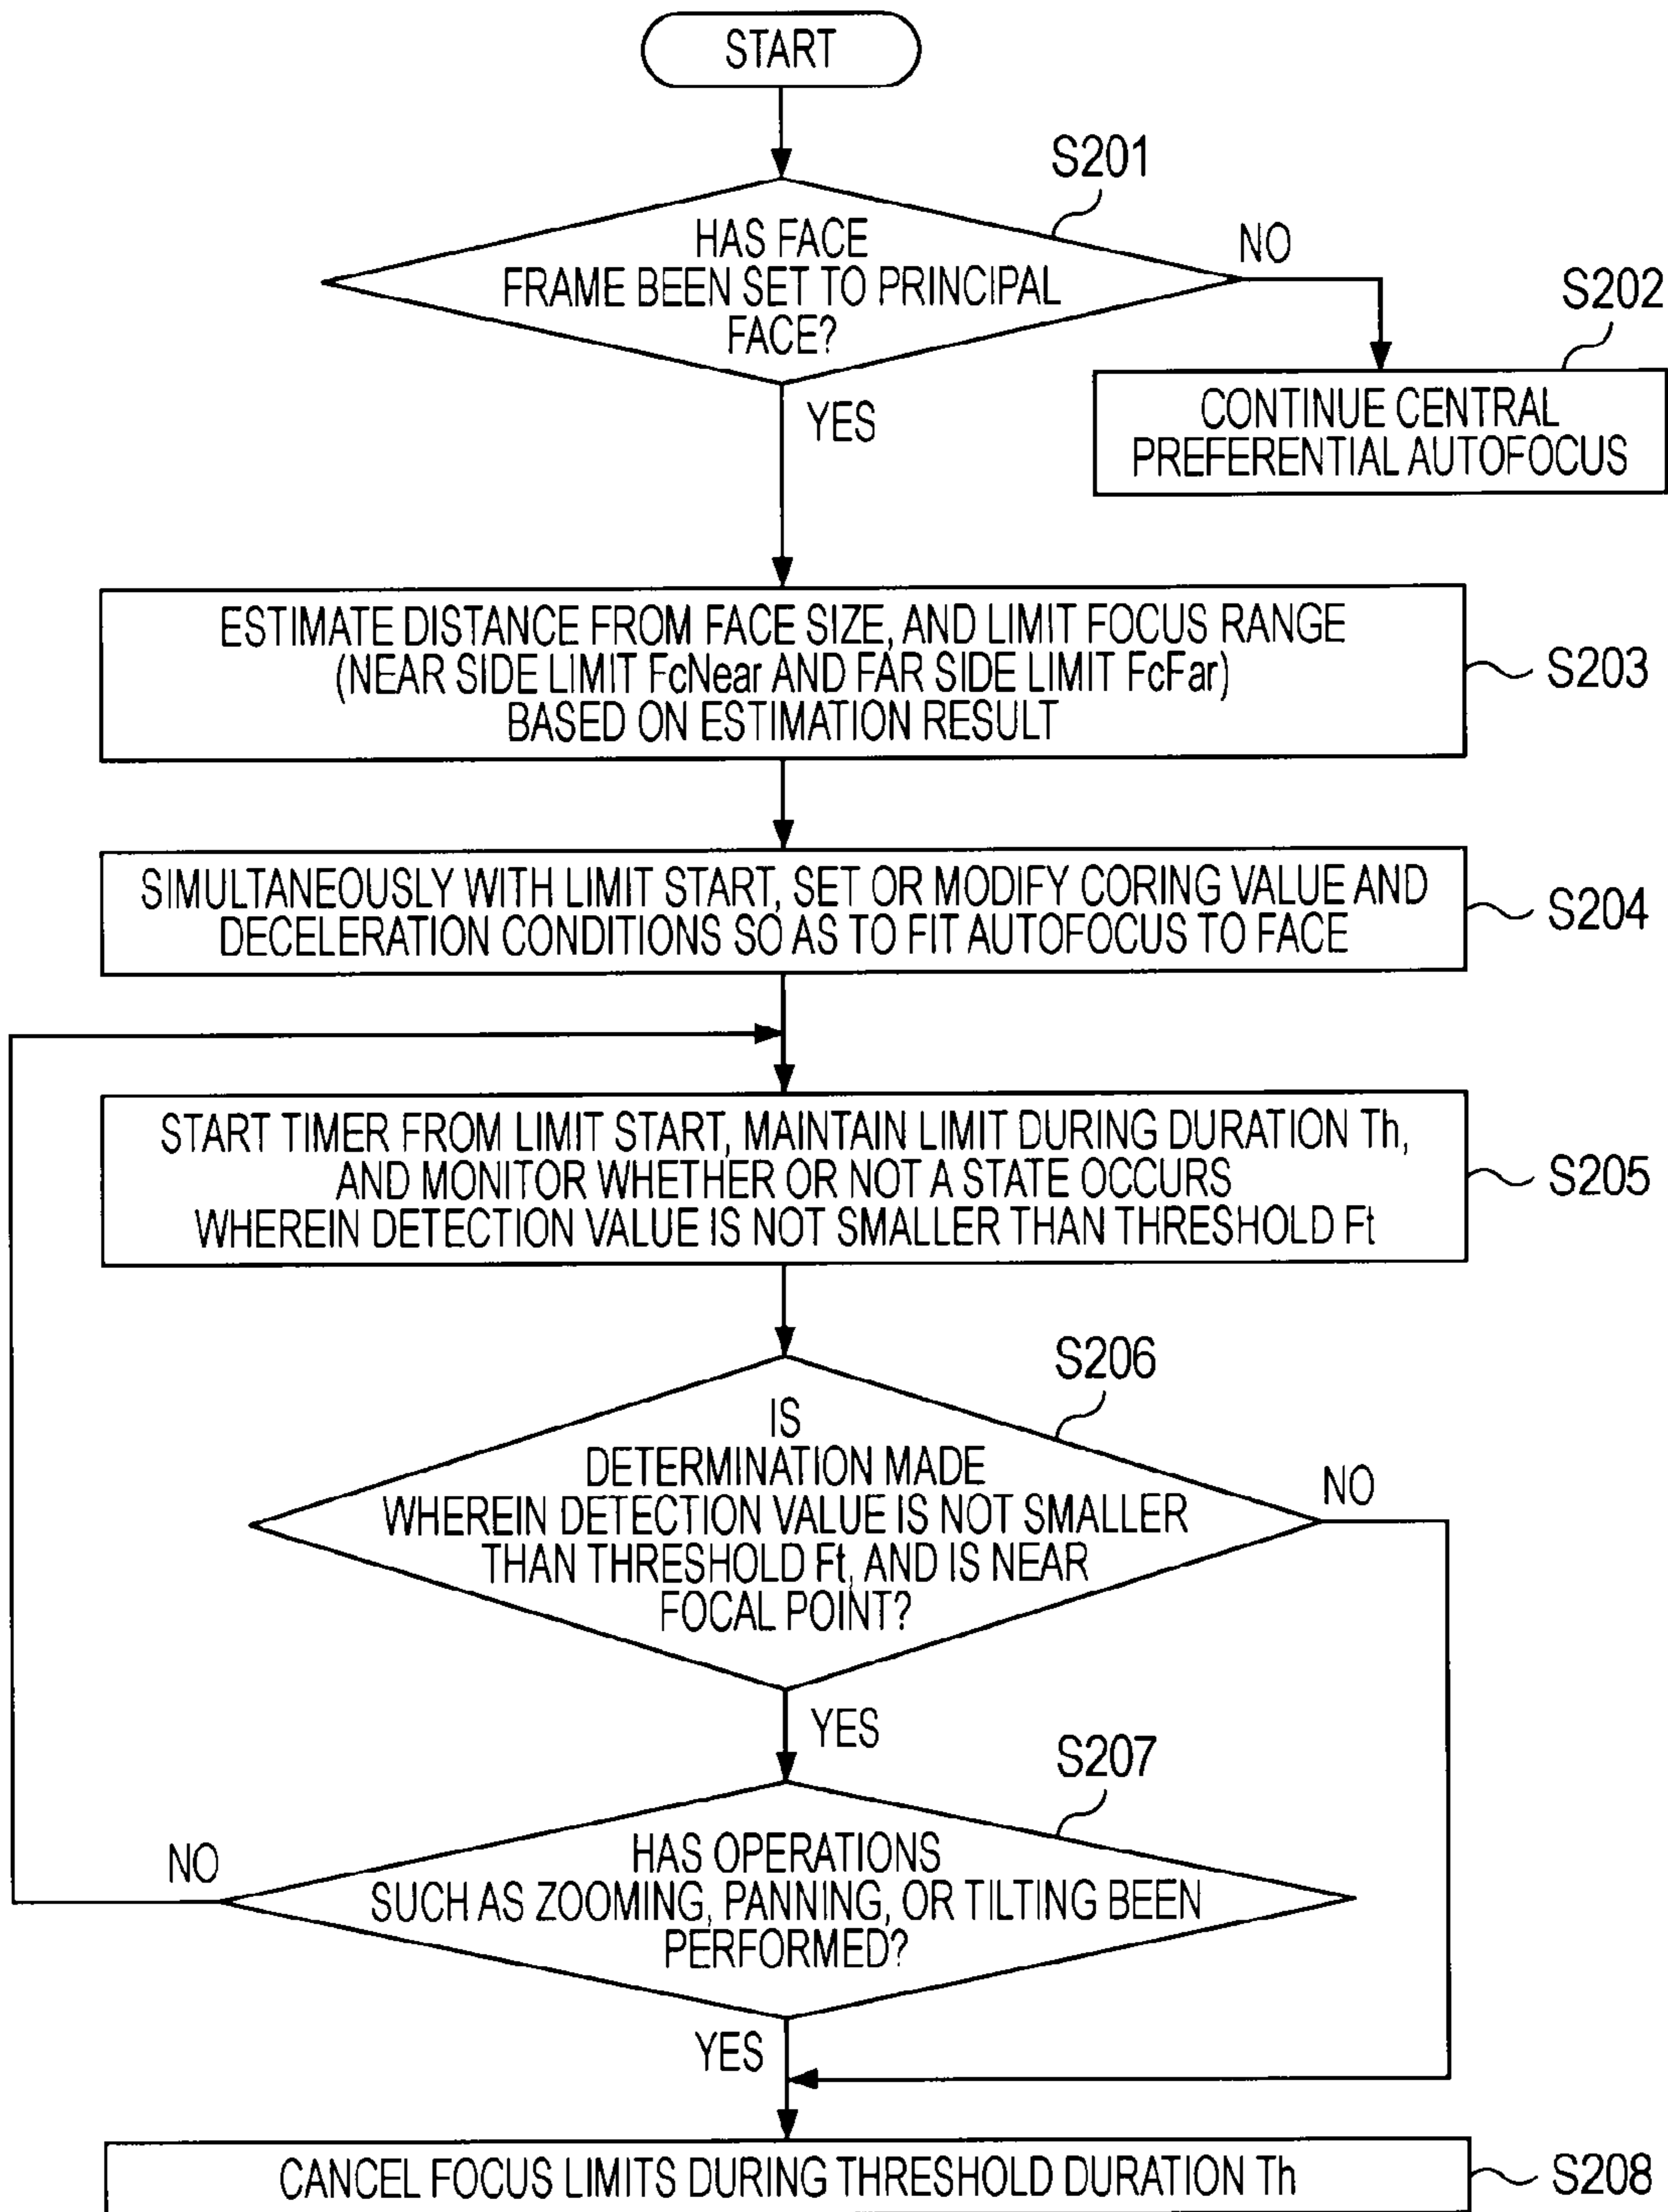 START
S201
HAS FACE
FRAME BEEN SET TO PRINCIPAL
FACE?
NO
S202
CONTINUE CENTRAL
PREFERENTIAL AUTOFOCUS
YES
ESTIMATE DISTANCE FROM FACE SIZE, AND LIMIT FOCUS RANGE
(NEAR SIDE LIMIT FcNear AND FAR SIDE LIMIT FcFar)
BASED ON ESTIMATION RESULT
S203
SIMULTANEOUSLY WITH LIMIT START, SET OR MODIFY CORING VALUE AND
DECELERATION CONDITIONS SO AS TO FIT AUTOFOCUS TO FACE
S204
START TIMER FROM LIMIT START, MAINTAIN LIMIT DURING DURATION Th,
AND MONITOR WHETHER OR NOT A STATE OCCURS
WHEREIN DETECTION VALUE IS NOT SMALLER THAN THRESHOLD Ft
S205
S206
IS
DETERMINATION MADE
WHEREIN DETECTION VALUE IS NOT SMALLER
THAN THRESHOLD Ft, AND IS NEAR
FOCAL POINT?
NO
YES
S207
HAS OPERATIONS
SUCH AS ZOOMING, PANNING, OR TILTING BEEN
PERFORMED?
NO
YES
CANCEL FOCUS LIMITS DURING THRESHOLD DURATION Th
S208